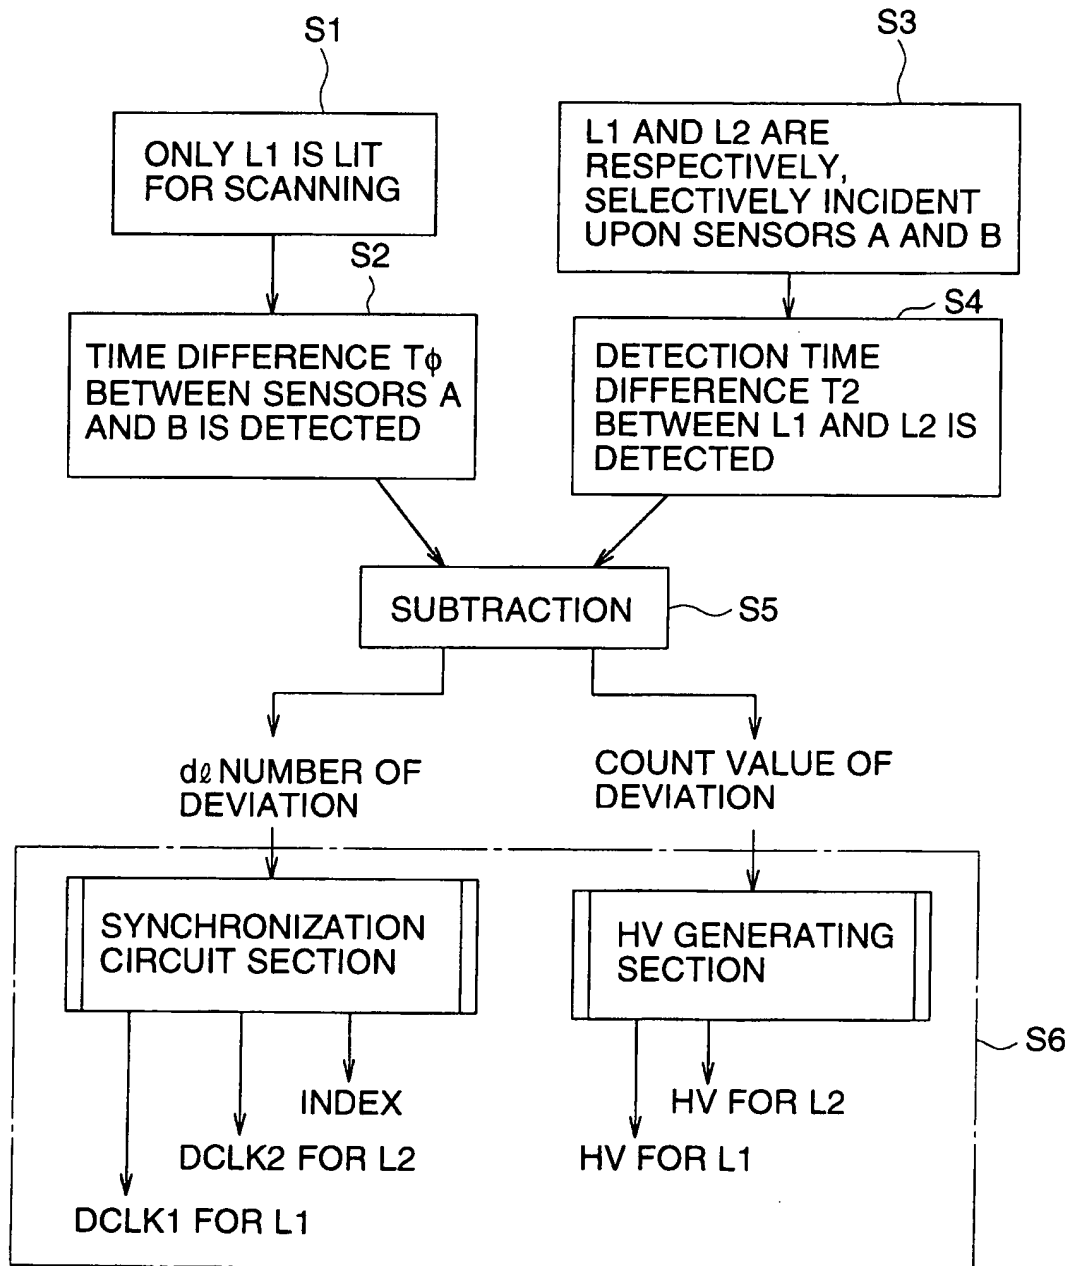 S1
ONLY L1 IS LIT
FOR SCANNING
S2
TIME DIFFERENCE Tϕ
BETWEEN SENSORS A
AND B IS DETECTED
S3
L1 AND L2 ARE
RESPECTIVELY,
SELECTIVELY INCIDENT
UPON SENSORS A AND B
S4
DETECTION TIME
DIFFERENCE T2
BETWEEN L1 AND L2 IS
DETECTED
SUBTRACTION
S5
dℓ NUMBER OF
DEVIATION
COUNT VALUE OF
DEVIATION
SYNCHRONIZATION
CIRCUIT SECTION
HV GENERATING
SECTION
S6
INDEX
DCLK2 FOR L2
DCLK1 FOR L1
HV FOR L2
HV FOR L1